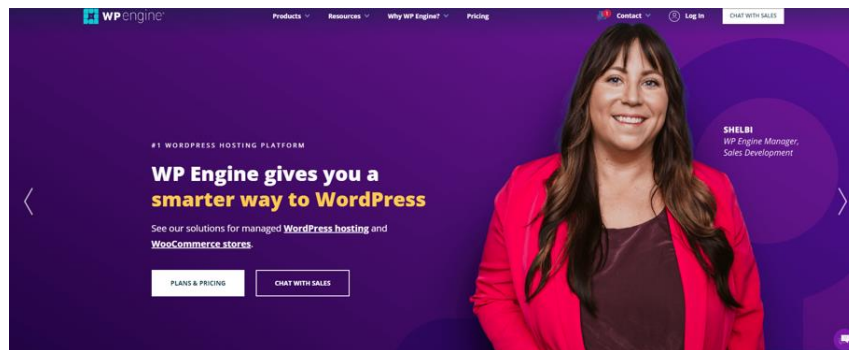 WP engine
Products
Resources
Why WP Engine?
Pricing
1
Contact
Log In
CHAT WITH SALES
#1 WORDPRESS HOSTING PLATFORM
WP Engine gives you a
smarter way to WordPress
See our solutions for managed WordPress hosting and
WooCommerce stores.
PLANS & PRICING
CHAT WITH SALES
SHELBI
WP Engine Manager,
Sales Development